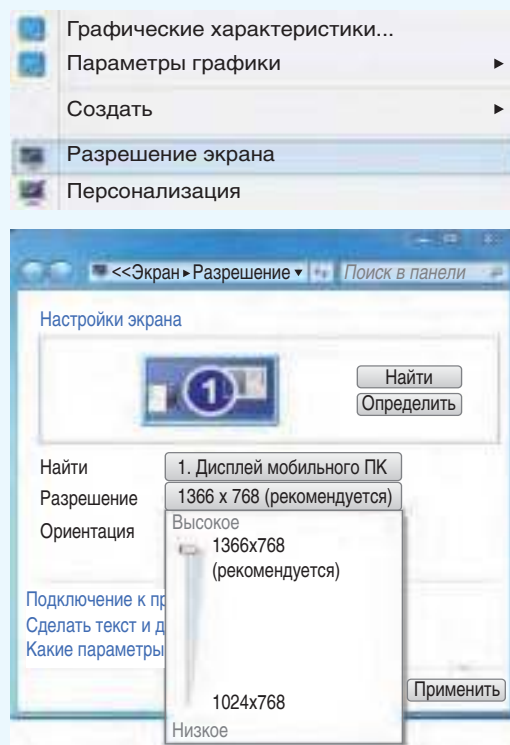 Графические характеристики...
Параметры графики
Создать
Разрешение экрана
Персонализация
<<Экран▸Разрешение▾ Поиск в панели
Настройки экрана
1
Найти
Определить
Найти 1. Дисплей мобильного ПК
Разрешение 1366 x 768 (рекомендуется)
Ориентация
Высокое
1366x768
(рекомендуется)
Подключение к пр
Сделать текст и д
Какие параметры
1024x768
Применить
Низкое